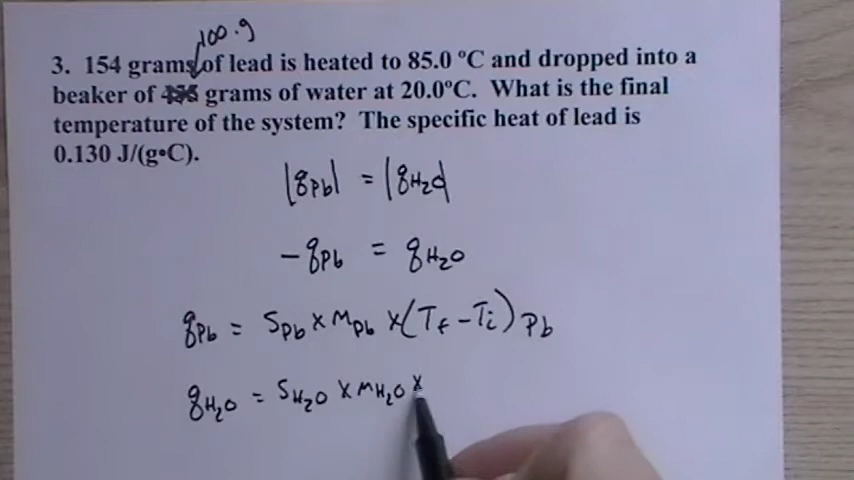 100. g
3. 154 grams of lead is heated to 85.0 ºC and dropped into a
beaker of grams of water at 20.0ºC. What is the final
temperature of the system? The specific heat of lead is
0.130 J/(g•C).
|qPb| = |qH₂O|
-qPb = qH₂O
qPb = SPb × MPb × (Tf - Ti) Pb
qH₂O = SH₂O × mH₂O ×